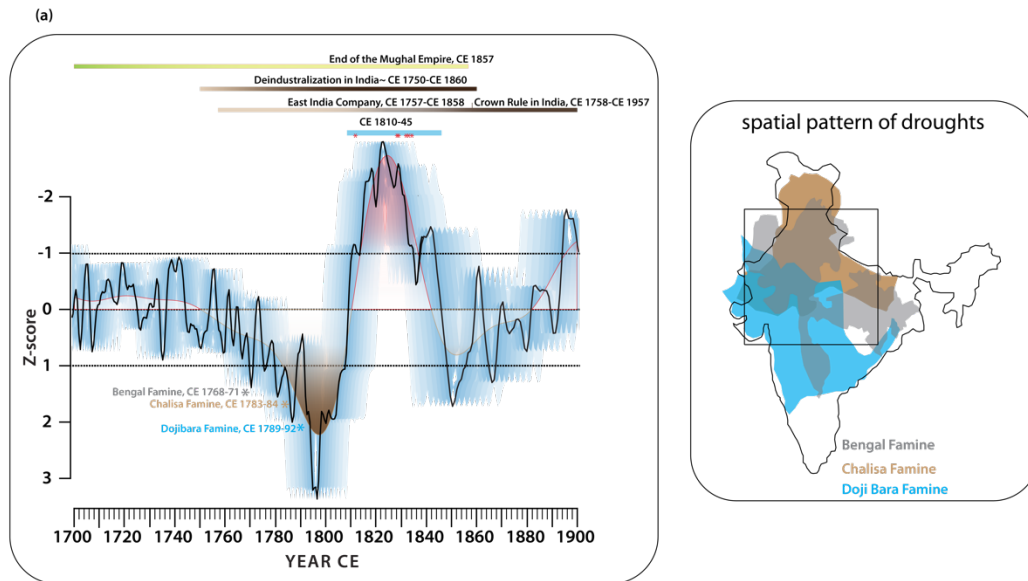 (a)
End of the Mughal Empire, CE 1857
Deindustralization in India~ CE 1750-CE 1860
East India Company, CE 1757-CE 1858 Crown Rule in India, CE 1758-CE 1957
CE 1810-45
Z-score
-2
-1
0
1
2
3
Bengal Famine, CE 1768-71
Chalisa Famine, CE 1783-84
Dojibara Famine, CE 1789-92
1700 1720 1740 1760 1780 1800 1820 1840 1860 1880 1900
YEAR CE
spatial pattern of droughts
Bengal Famine
Chalisa Famine
Doji Bara Famine